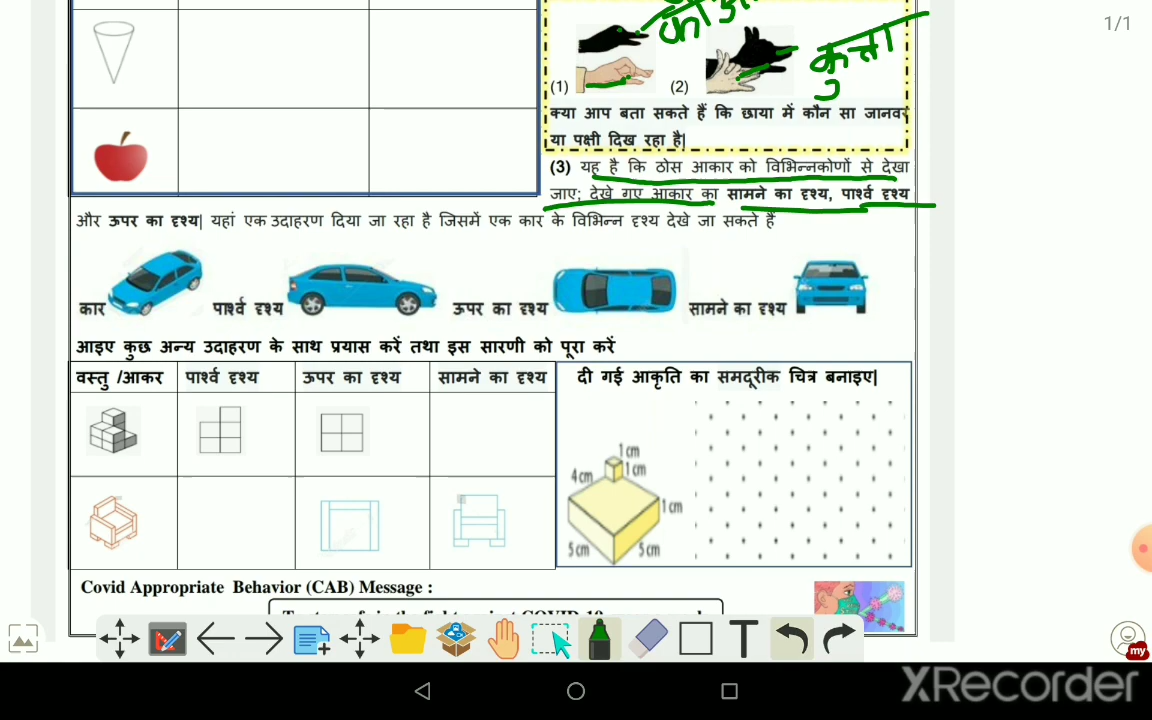 1/1
कुत्ता
(1) (2)
क्या आप बता सकते हैं कि छाया में कौन सा जानवर
या पक्षी दिख रहा है|
(3) यह है कि ठोस आकार को विभिन्नकोणों से देखा
जाए; देखे गए आकार का सामने का दृश्य, पार्श्व दृश्य
और ऊपर का दृश्य| यहां एक उदाहरण दिया जा रहा है जिसमें एक कार के विभिन्न दृश्य देखे जा सकते हैं
कार पार्श्व दृश्य ऊपर का दृश्य सामने का दृश्य
आइए कुछ अन्य उदाहरण के साथ प्रयास करें तथा इस सारणी को पूरा करें
वस्तु /आकर पार्श्व दृश्य ऊपर का दृश्य सामने का दृश्य
दी गई आकृति का समदूरीक चित्र बनाइए|
1 cm
4 cm 1 cm
1 cm
5 cm 5 cm
Covid Appropriate Behavior (CAB) Message :
T
my
XRecorder